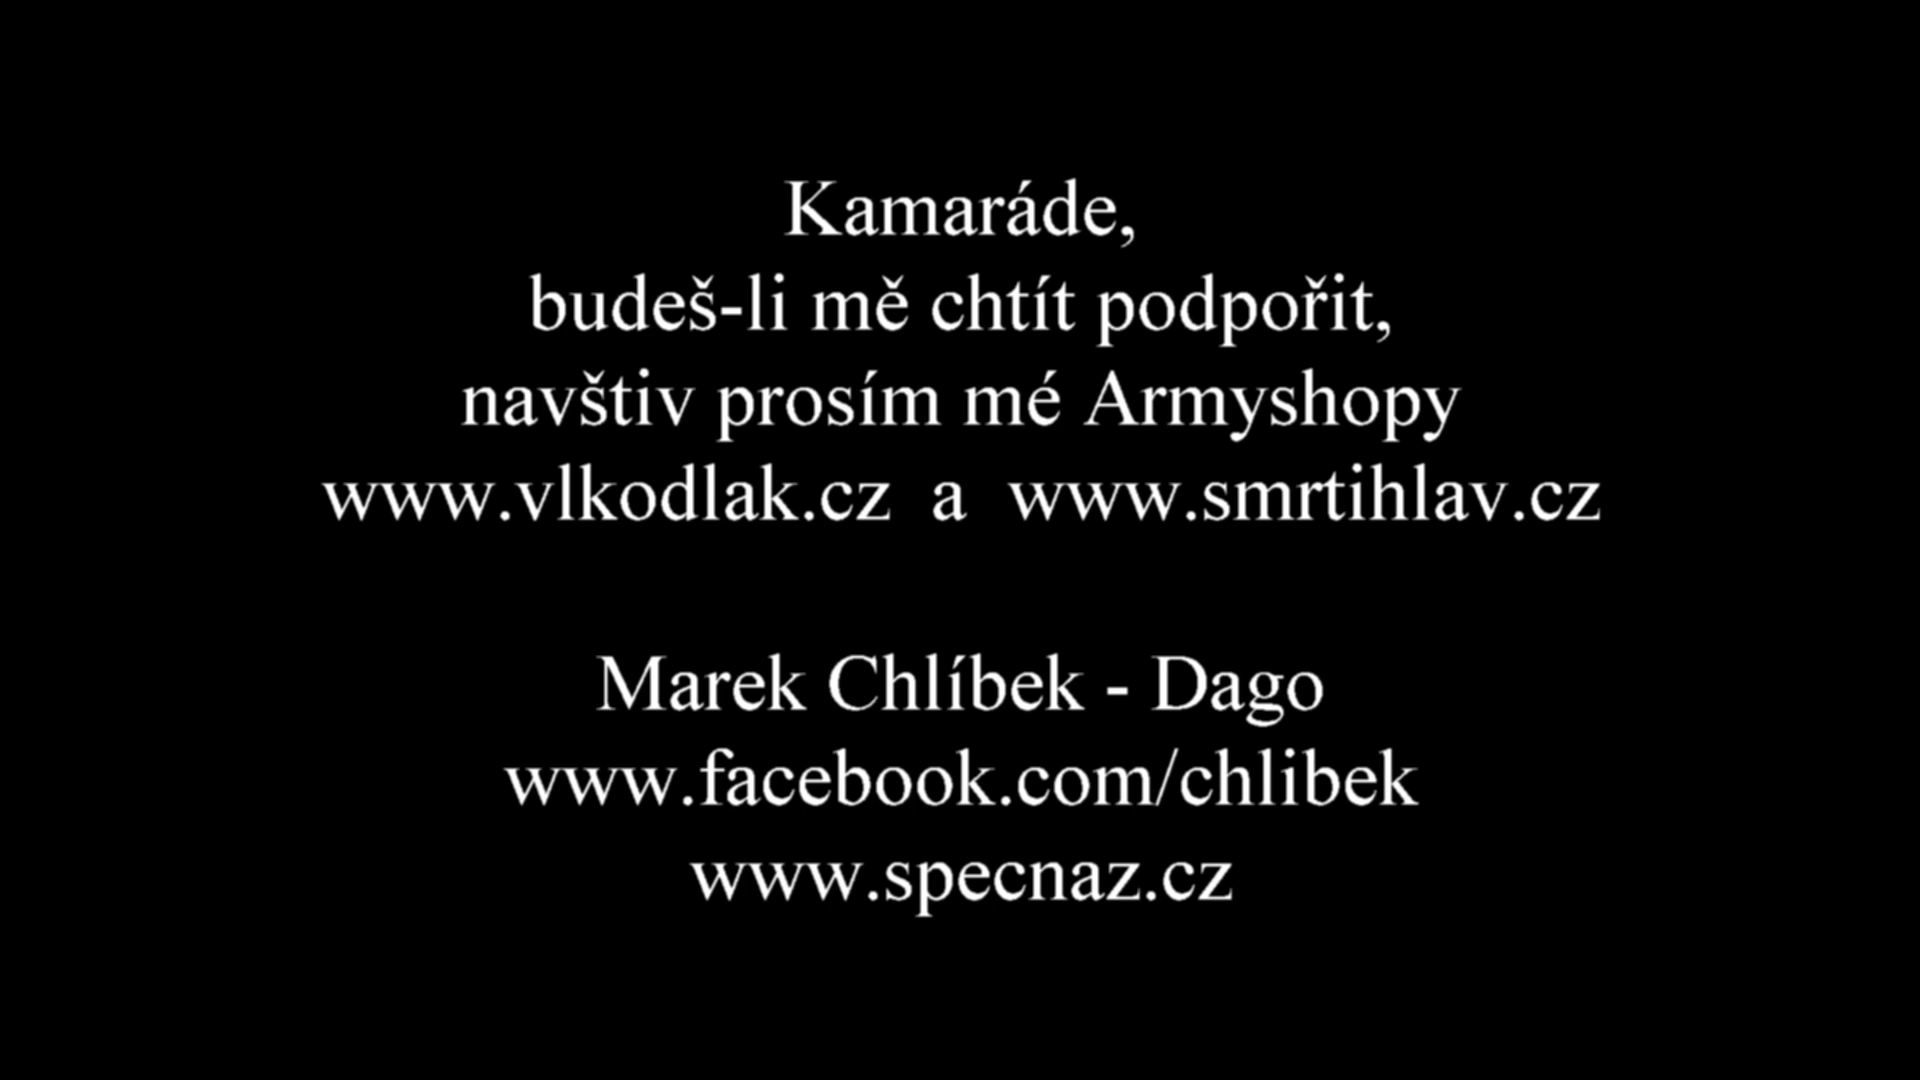 Kamaráde,
budeš-li mě chtít podpořit,
navštiv prosím mé Armyshopy
www.vlkodlak.cz a www.smrtihlav.cz
Marek Chlíbek - Dago
www.facebook.com/chlibek
www.specnaz.cz